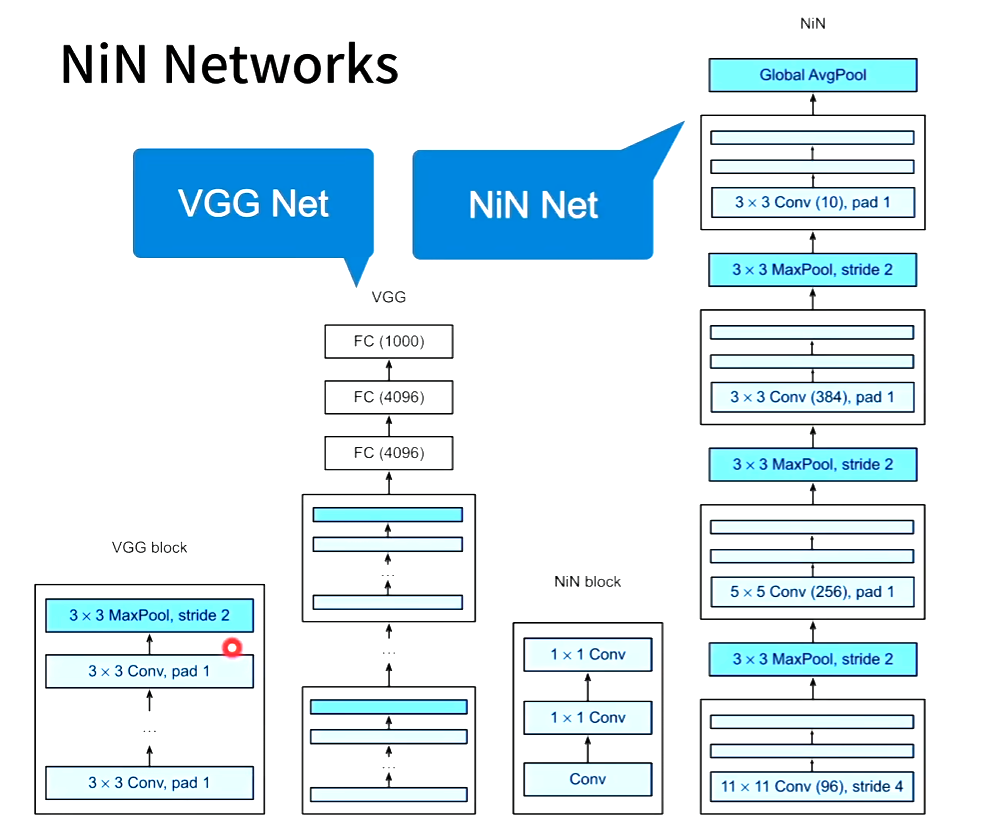 NiN Networks
VGG Net
NiN Net
VGG block
3 × 3 MaxPool, stride 2
3 × 3 Conv, pad 1
...
3 × 3 Conv, pad 1
VGG
FC (1000)
FC (4096)
FC (4096)
...
...
...
NiN block
1 × 1 Conv
1 × 1 Conv
Conv
NiN
Global AvgPool
3 × 3 Conv (10), pad 1
3 × 3 MaxPool, stride 2
3 × 3 Conv (384), pad 1
3 × 3 MaxPool, stride 2
5 × 5 Conv (256), pad 1
3 × 3 MaxPool, stride 2
11 × 11 Conv (96), stride 4